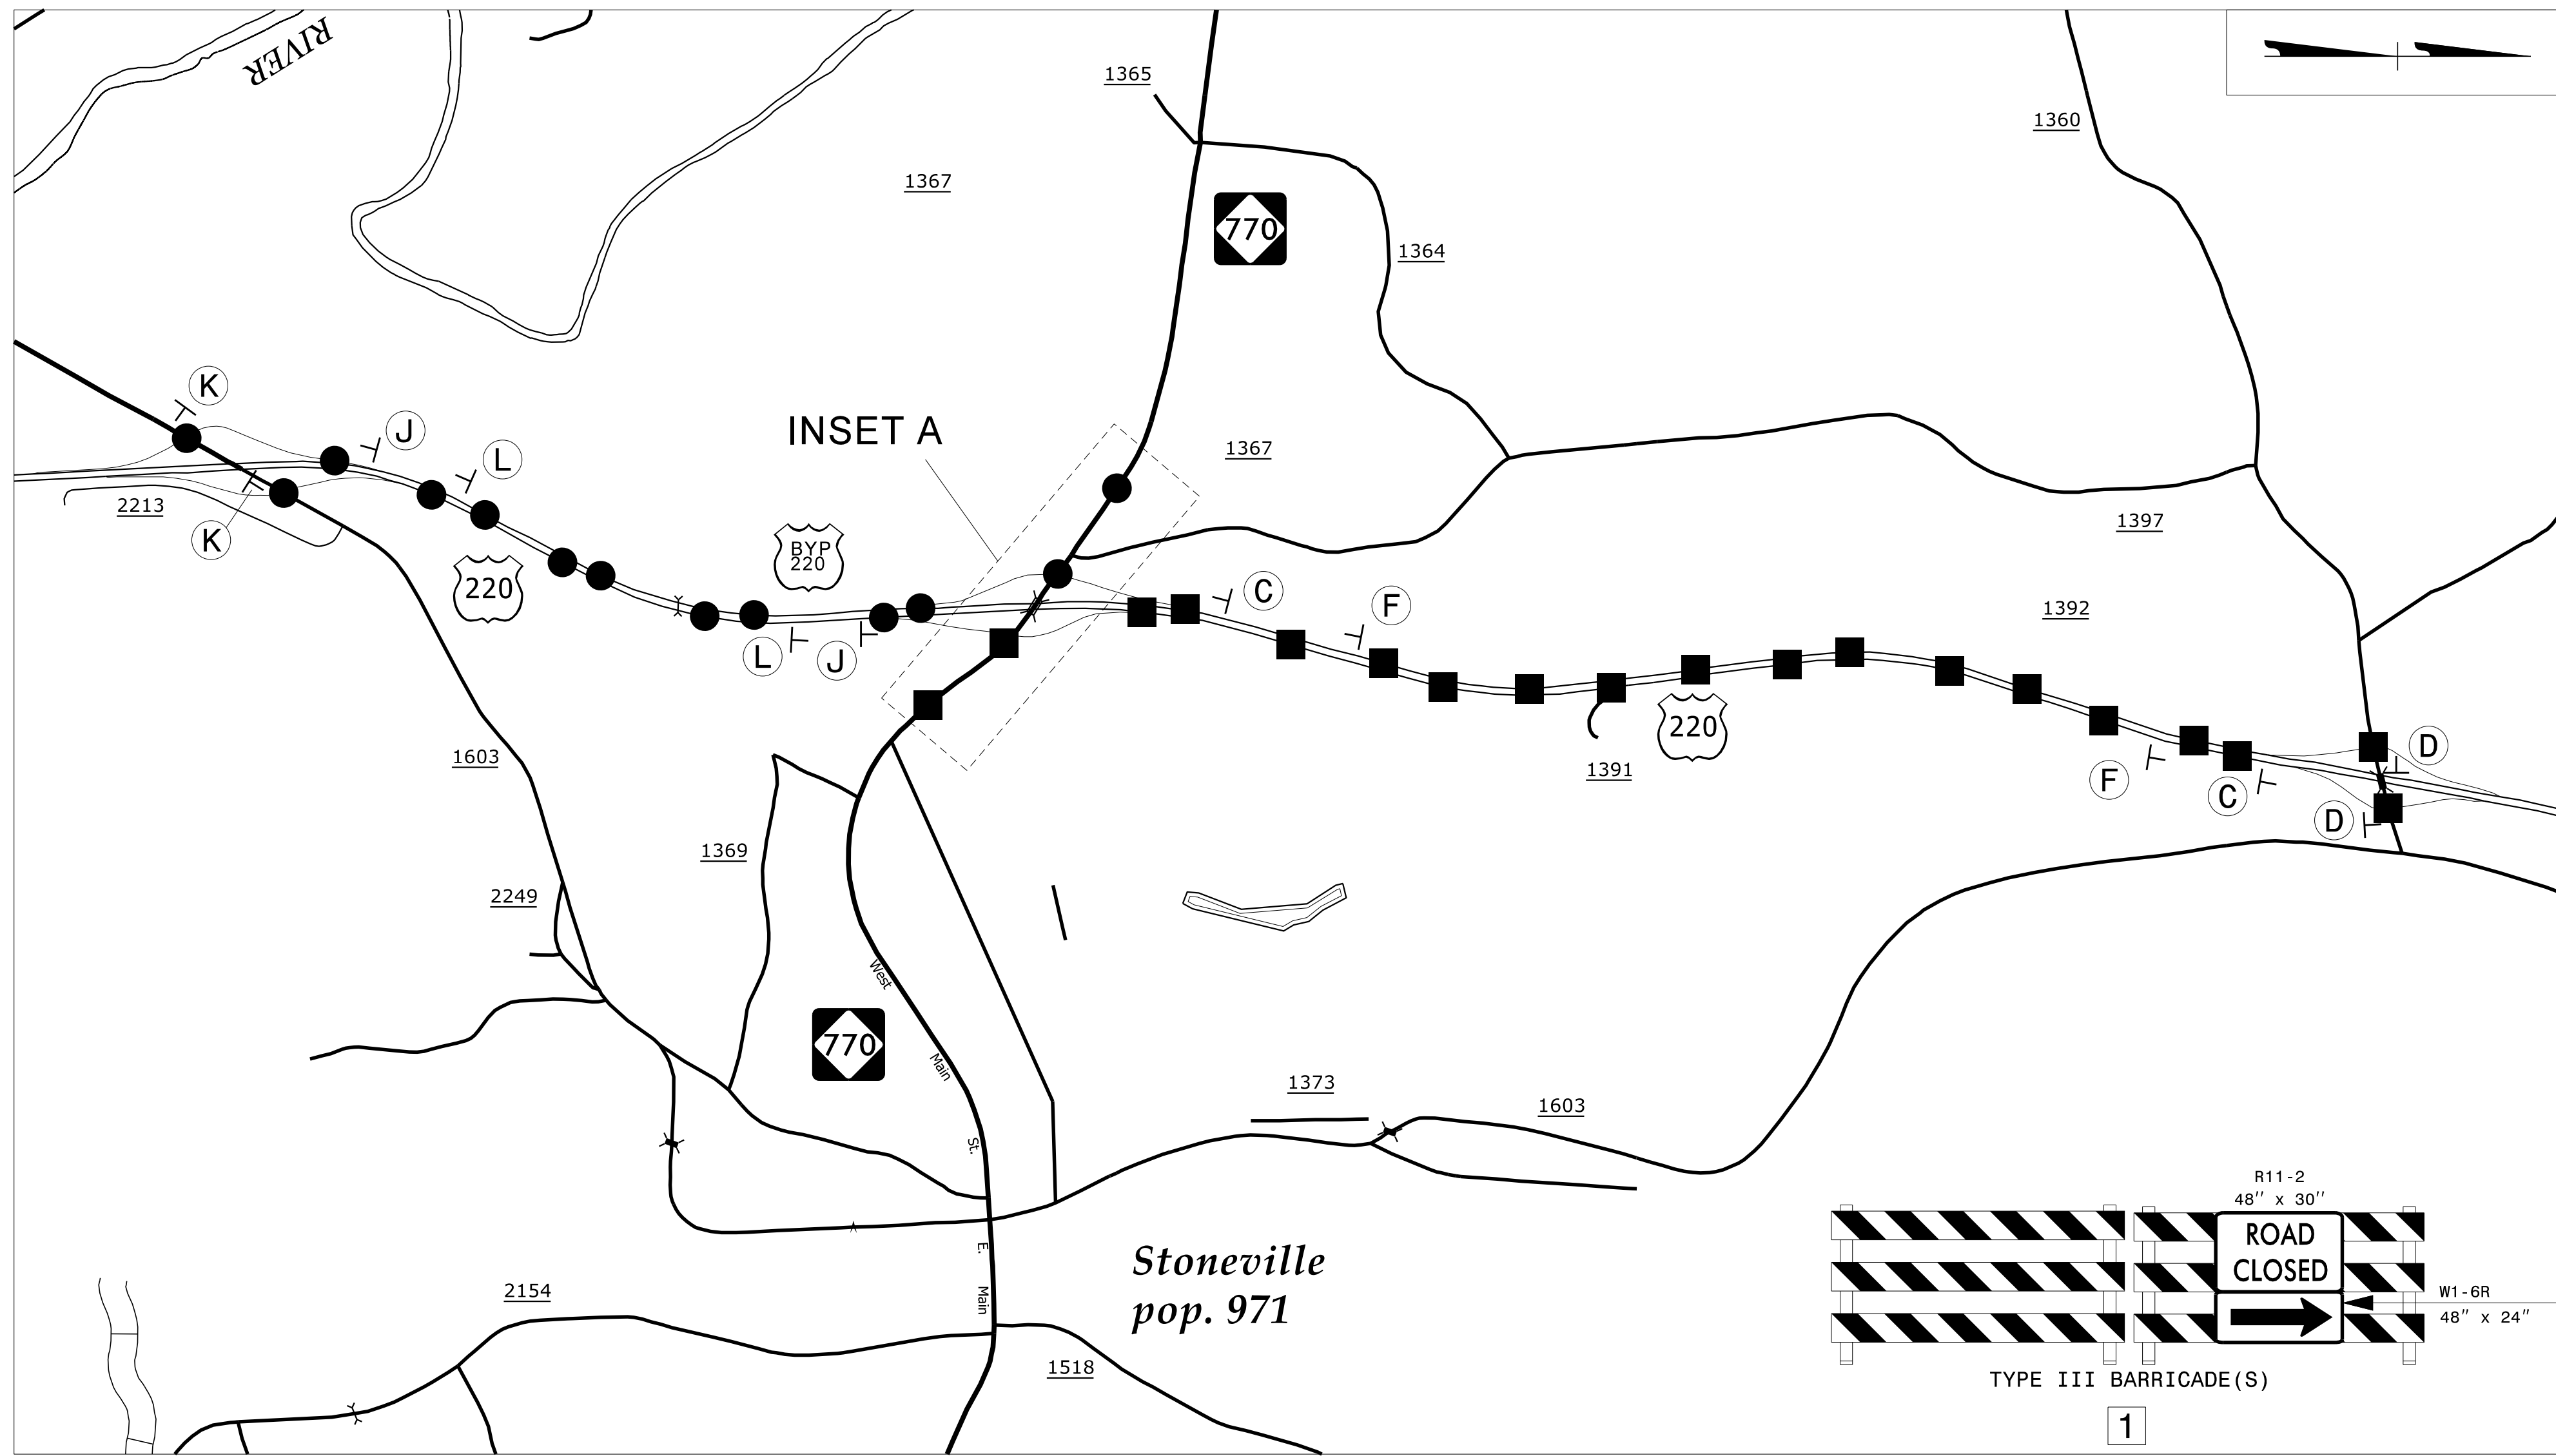 RIVER
1365
1360
1367
770
1364
K
J
INSET A
1367
L
2213
K
BYP
220
220
C
F
1397
1392
L
J
1603
220
1391
D
F
C
D
1369
2249
West
770
Main
1373
1603
St.
R11-2
48" x 30"
ROAD
CLOSED
E.
Stoneville
pop. 971
2154
Main
W1-6R
48" x 24"
1518
TYPE III BARRICADE(S)
1